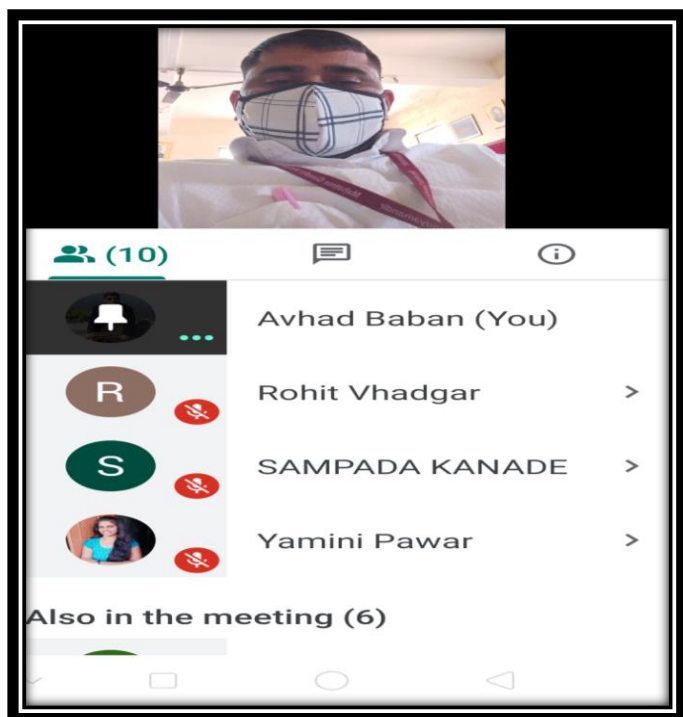 (10)
Avhad Baban (You)
R
Rohit Vhadgar
S
SAMPADA KANADE
Yamini Pawar
Also in the meeting (6)